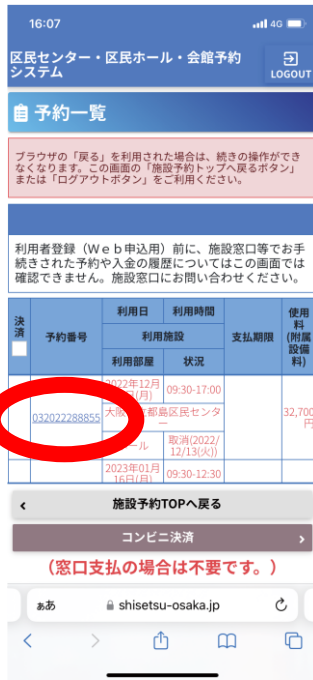 16:07
4G
区民センター・区民ホール・会館予約
システム
LOGOUT
予約一覧
ブラウザの「戻る」を利用された場合は、続きの操作ができ
なくなります。この画面の「施設予約トップへ戻るボタン」
または「ログアウトボタン」をご利用ください。
利用者登録(Web申込用)前に、施設窓口等でお手
続きされた予約や入金の履歴についてはこの画面では
確認できません。施設窓口にお問い合わせください。
決済
予約番号
利用日
利用時間
利用施設
利用部屋
状況
支払期限
使用
料
(附属
設備
料)
2022年12月
(月)
09:30-17:00
032022288855
大阪
都島区民センタ
ー
ール
取消(2022/
12/13(火))
32,700
円
2023年01月
16日(月)
09:30-12:30
施設予約TOPへ戻る
コンビニ決済
(窓口支払の場合は不要です。)
ぁあ
shisetsu-osaka.jp